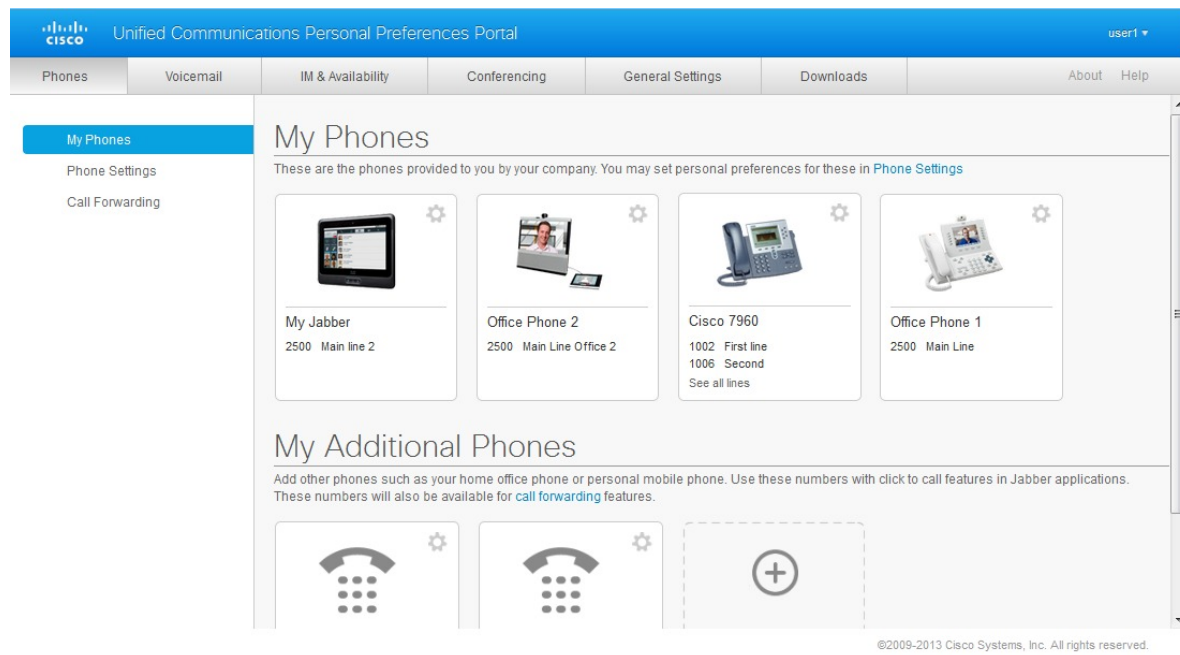 CISCO Unified Communications Personal Preferences Portal user1
Phones Voicemail IM & Availability Conferencing General Settings Downloads About Help
My Phones
Phone Settings
Call Forwarding
My Phones
These are the phones provided to you by your company. You may set personal preferences for these in Phone Settings
My Jabber
2500 Main line 2
Office Phone 2
2500 Main Line Office 2
Cisco 7960
1002 First line
1006 Second
See all lines
Office Phone 1
2500 Main Line
My Additional Phones
Add other phones such as your home office phone or personal mobile phone. Use these numbers with click to call features in Jabber applications.
These numbers will also be available for call forwarding features.
©2009-2013 Cisco Systems, Inc. All rights reserved.